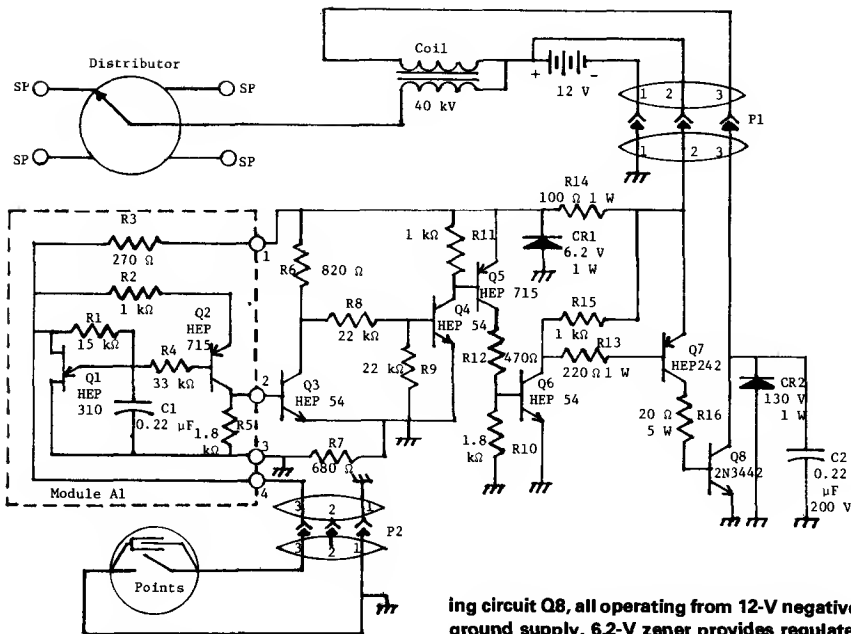 Distributor
SP
SP
SP
SP
Coil
40 kV
+
-
12 V
1
2
3
P1
1
2
3
R14
100 Ω 1 W
R3
270 Ω
1
R2
1 kΩ
R1
15 kΩ
Q2
HEP
715
R4
33 kΩ
Q1
HEP
310
C1
0.22 µF
R5
1.8
kΩ
2
3
4
Module A1
R6
820 Ω
R8
22 kΩ
22 kΩ
R9
Q3
HEP 54
R7
680 Ω
1 kΩ
R11
Q4
HEP 54
Q5
HEP 715
R12
470Ω
CR1
6.2 V
1 W
R15
1 kΩ
R13
220 Ω 1 W
Q6
HEP 54
1.8
kΩ
R10
Q7
HEP242
20 Ω
5 W
R16
Q8
2N3442
CR2
130 V
1 W
C2
0.22
µF
200 V
3
2
1
P2
3
2
1
Points
ing circuit Q8, all operating from 12-V negative
ground supply. 6.2-V zener provides regulate